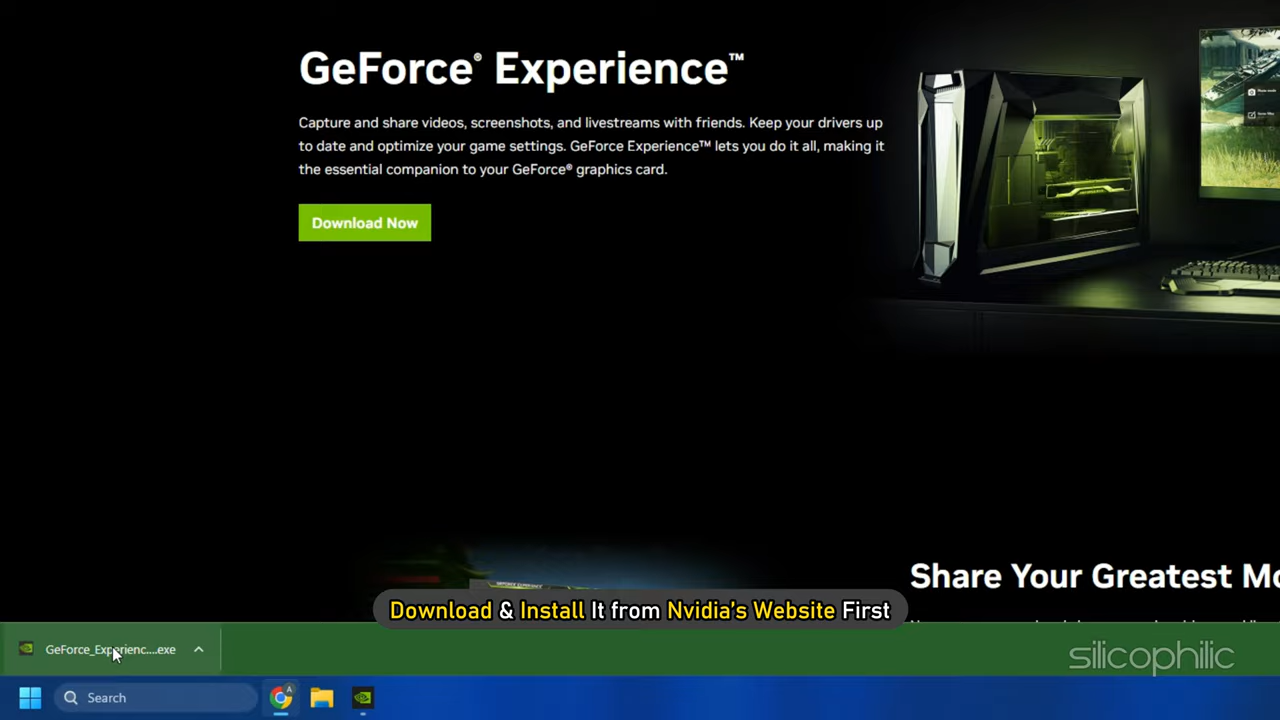 GeForce® Experience™
Capture and share videos, screenshots, and livestreams with friends. Keep your drivers up
to date and optimize your game settings. GeForce Experience™ lets you do it all, making it
the essential companion to your GeForce® graphics card.
Download Now
Share Your Greatest Mo
Download & Install It from Nvidia's Website First
GeForce_Experienc....exe
silicophilic
Search
A